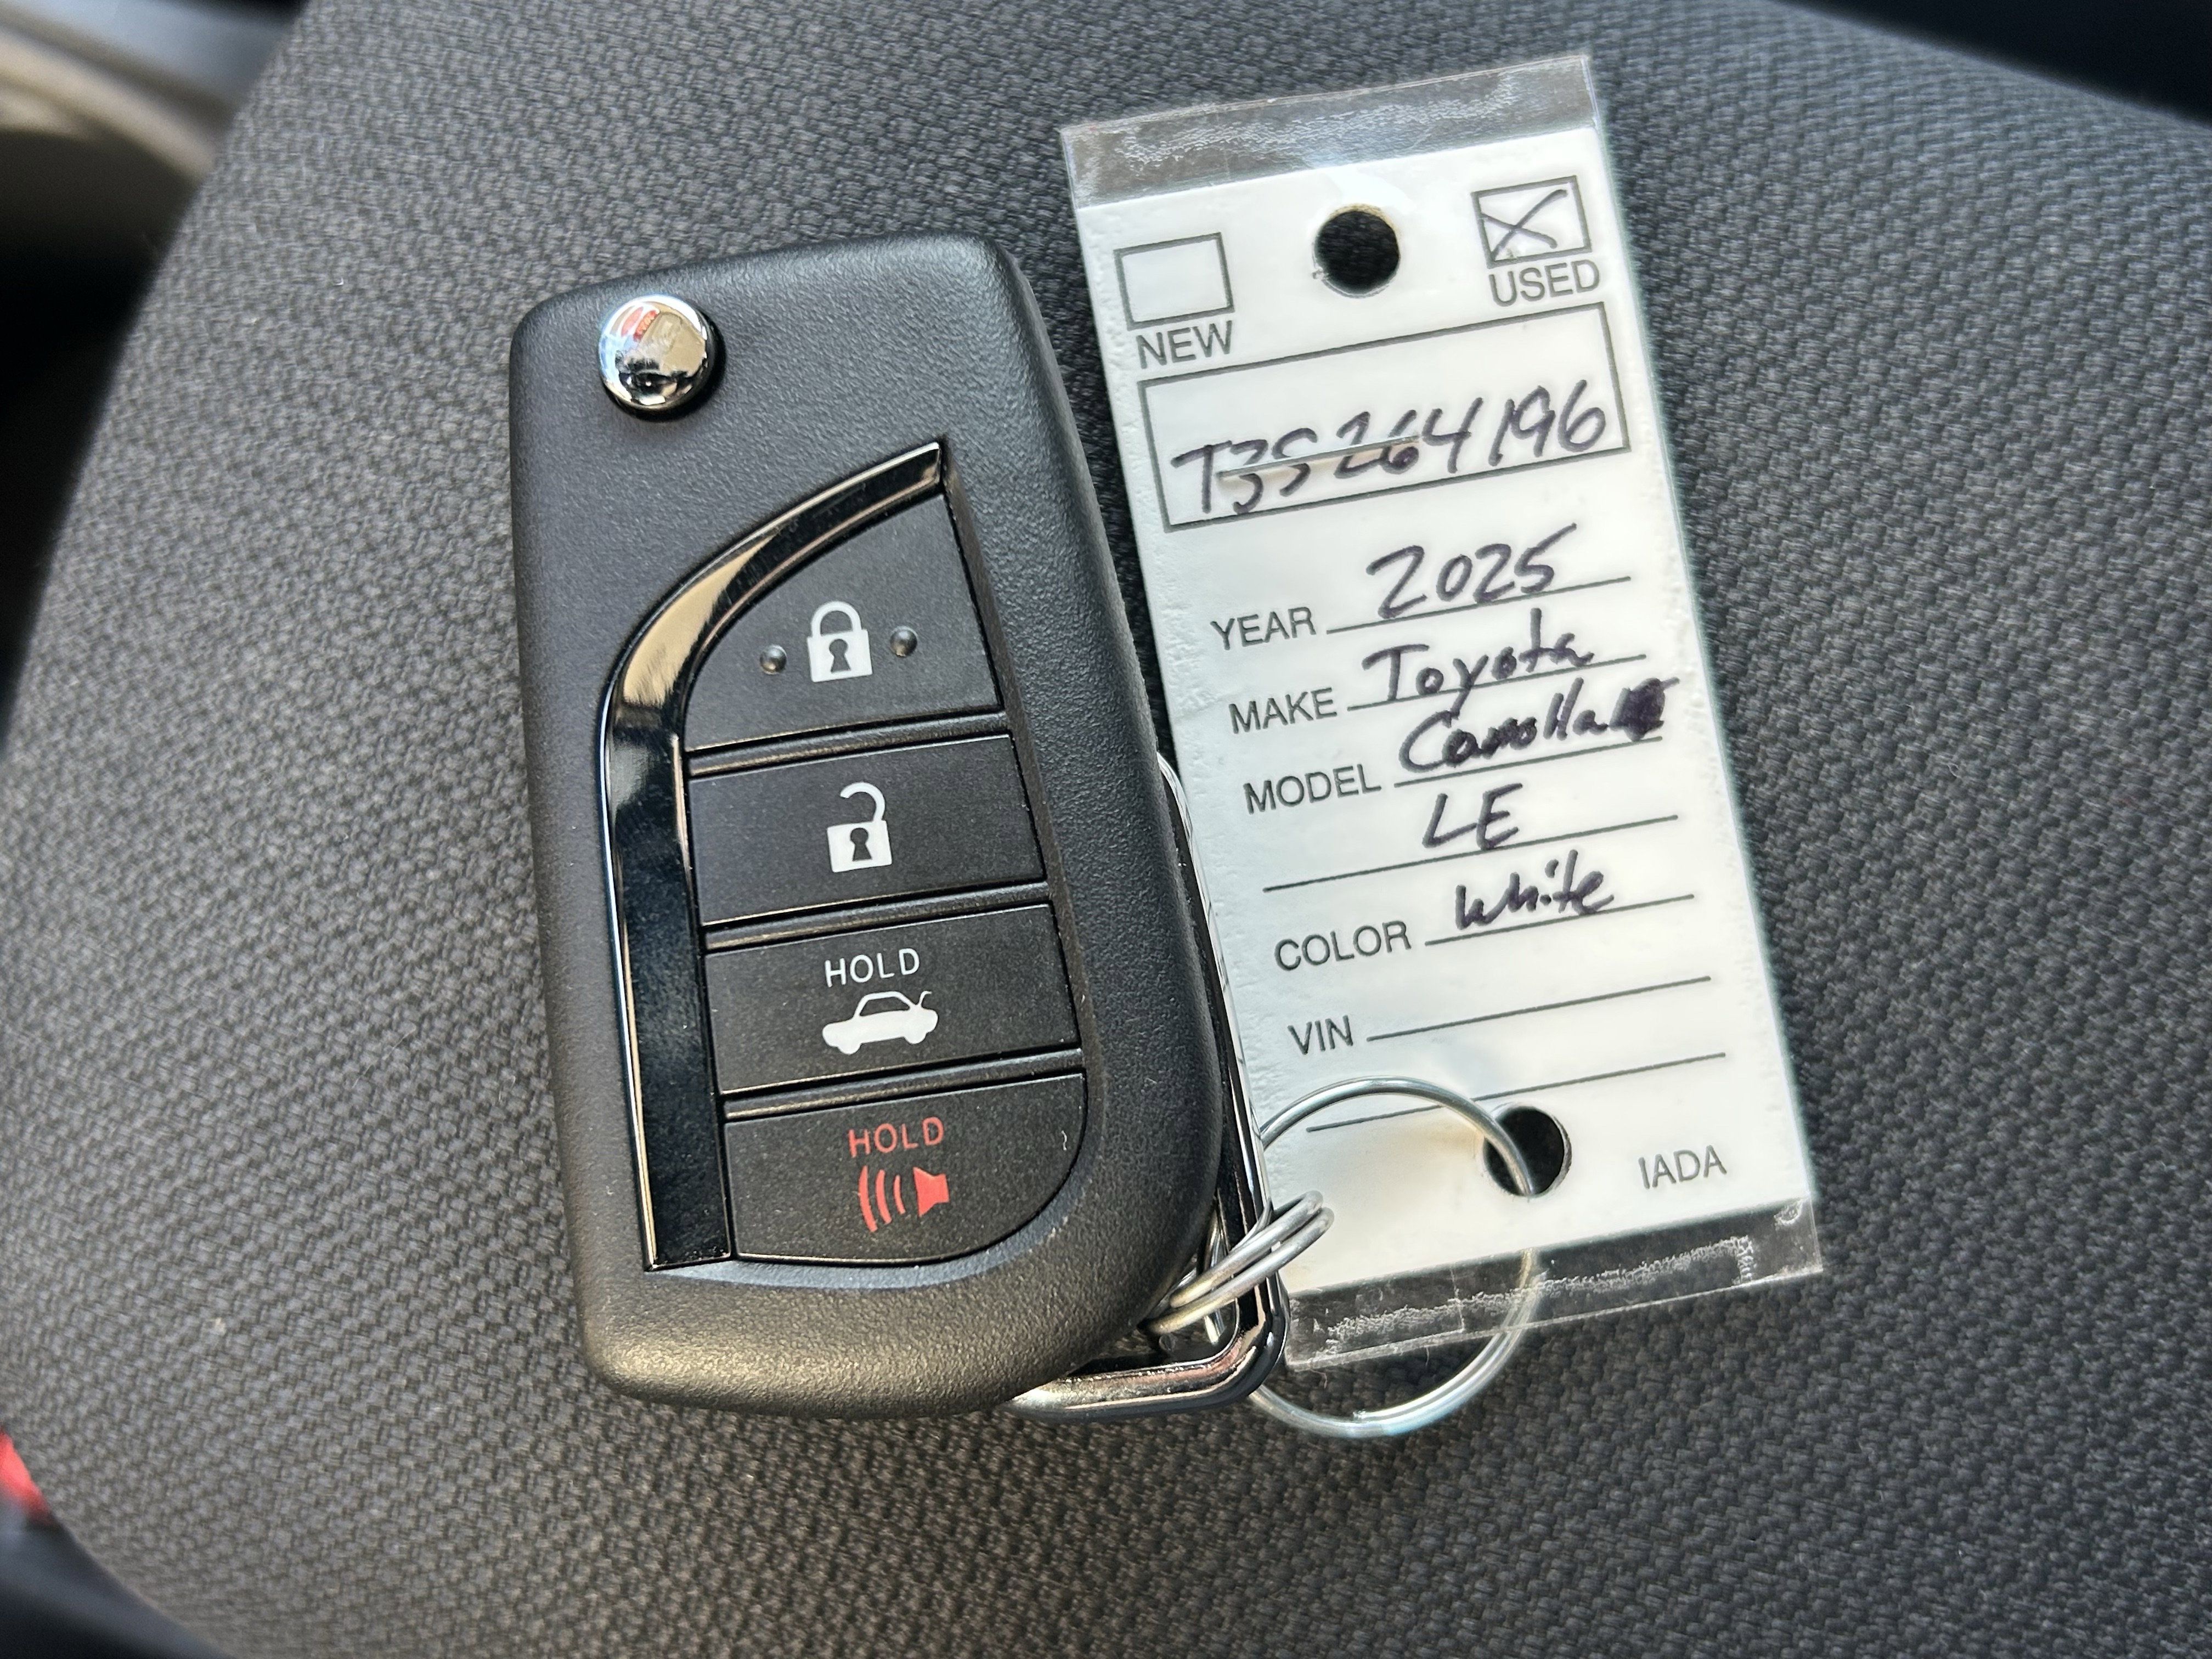 HOLD
HOLD
NEW
USED
T3S264196
YEAR 2025
MAKE Toyota
MODEL Corolla
LE
COLOR White
VIN
IADA